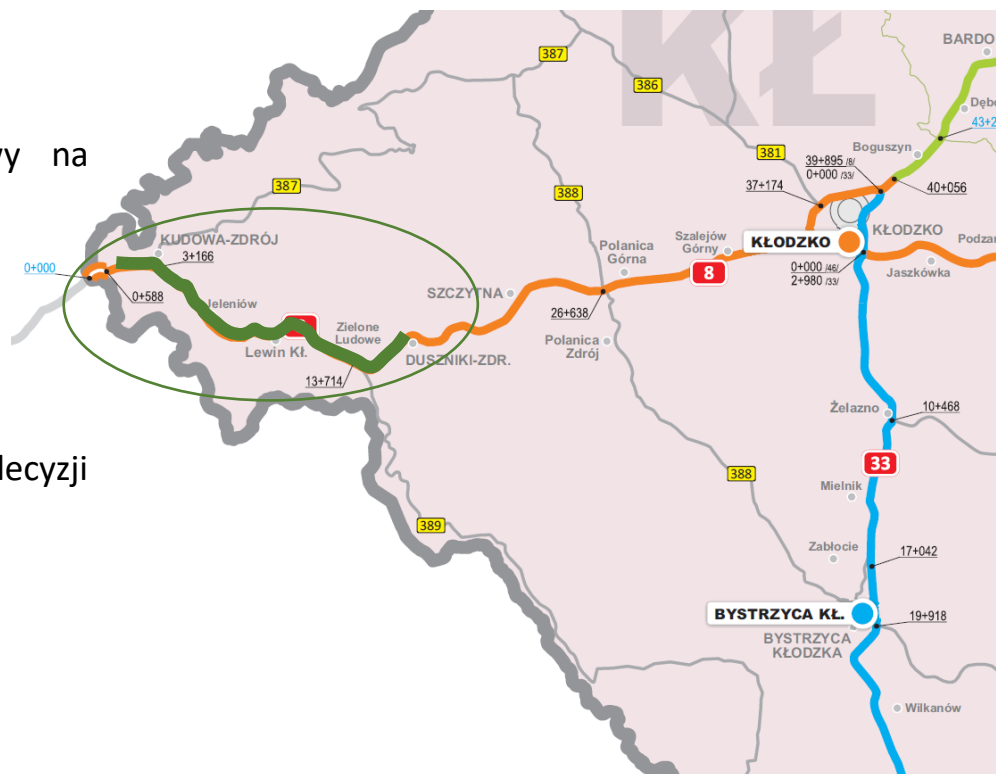 KŁ
387
BARDO
386
43+2
wy na
Boguszyn
381
39+895 /8/
0+000 /33/
387
37+174
40+056
388
KŁODZKO
KŁODZKO
KUDOWA-ZDRÓJ
3+166
Polanica
Górna
Szalejów
Górny
0+000
0+588
8
0+000 /46/
2+980 /33/
Jaszkówka
SZCZYTNA
Jeleniów
26+638
Zielone
Ludowe
Lewin Kł.
DUSZNIKI-ZDR.
Polanica
Zdrój
13+714
Żelazno
10+468
33
lecyzji
388
Mielnik
389
Zabłocie
17+042
BYSTRZYCA KŁ.
19+918
BYSTRZYCA
KŁODZKA
Wilkanów